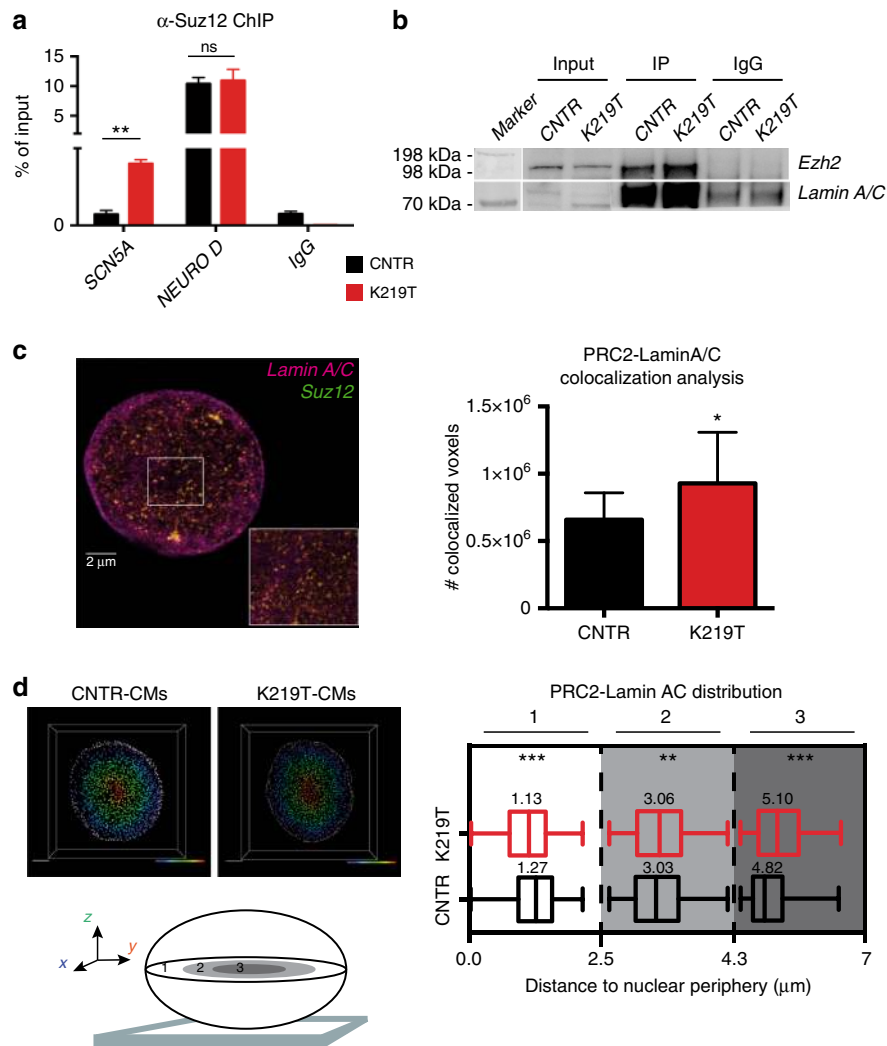 a
α-Suz12 ChIP
% of input
15
10
5
0
**
ns
SCN5A
NEURO D
IgG
CNTR
K219T
b
Input
IP
IgG
Marker
CNTR
K219T
CNTR
K219T
CNTR
K219T
198 kDa -
98 kDa -
70 kDa -
Ezh2
Lamin A/C
c
Lamin A/C
Suz12
2 μm
PRC2-LaminA/C
colocalization analysis
# colocalized voxels
1.5×10⁶
1×10⁶
0.5×10⁶
0
*
CNTR
K219T
d
CNTR-CMs
K219T-CMs
z
y
x
1
2
3
PRC2-Lamin AC distribution
1
2
3
***
**
***
K219T
1.13
3.06
5.10
CNTR
1.27
3.03
4.82
0.0
2.5
4.3
7
Distance to nuclear periphery (μm)